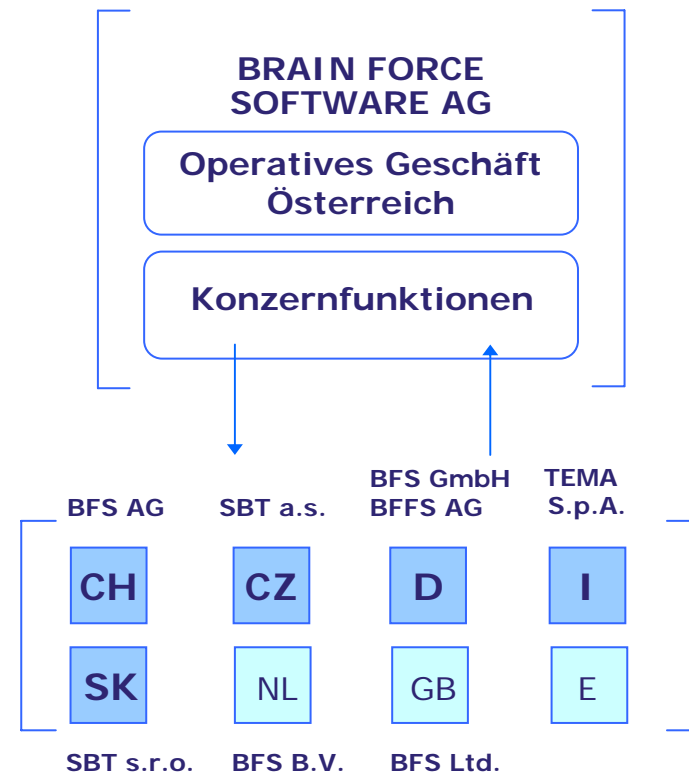 BRAIN FORCE
SOFTWARE AG
Operatives Geschäft
Österreich
Konzernfunktionen
BFS AG
SBT a.s.
BFS GmbH
BFFS AG
TEMA
S.p.A.
CH
CZ
D
I
SK
NL
GB
E
SBT s.r.o.
BFS B.V.
BFS Ltd.